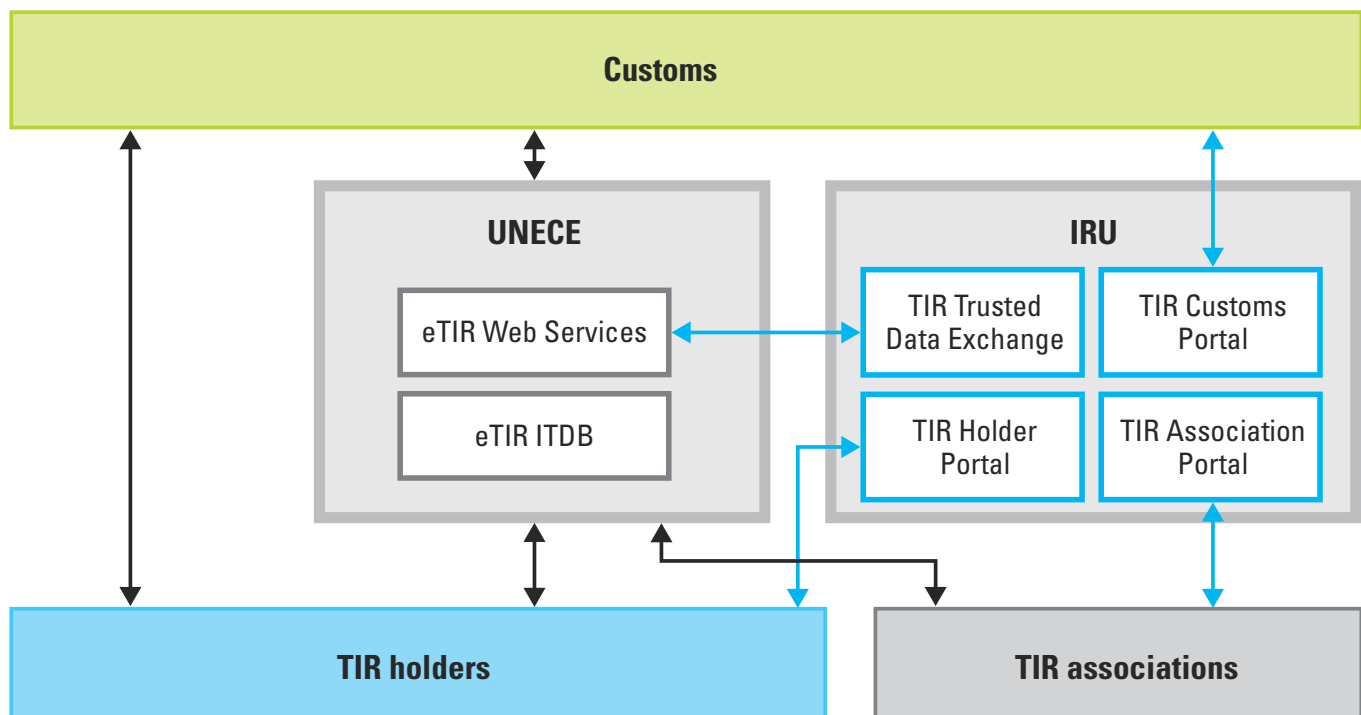 Customs
UNECE
eTIR Web Services
eTIR ITDB
IRU
TIR Trusted
Data Exchange
TIR Customs
Portal
TIR Holder
Portal
TIR Association
Portal
TIR holders
TIR associations